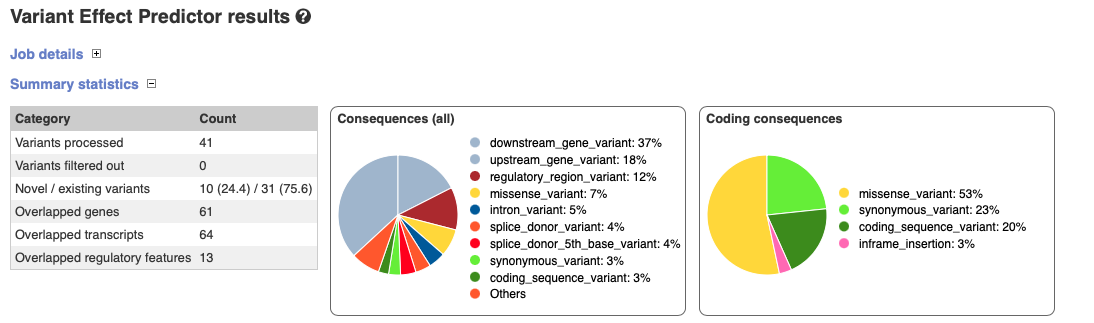 Variant Effect Predictor results ?
Job details +
Summary statistics −
Category Count
Variants processed 41
Variants filtered out 0
Novel / existing variants 10 (24.4) / 31 (75.6)
Overlapped genes 61
Overlapped transcripts 64
Overlapped regulatory features 13
Consequences (all)
downstream_gene_variant: 37%
upstream_gene_variant: 18%
regulatory_region_variant: 12%
missense_variant: 7%
intron_variant: 5%
splice_donor_variant: 4%
splice_donor_5th_base_variant: 4%
synonymous_variant: 3%
coding_sequence_variant: 3%
Others
Coding consequences
missense_variant: 53%
synonymous_variant: 23%
coding_sequence_variant: 20%
inframe_insertion: 3%